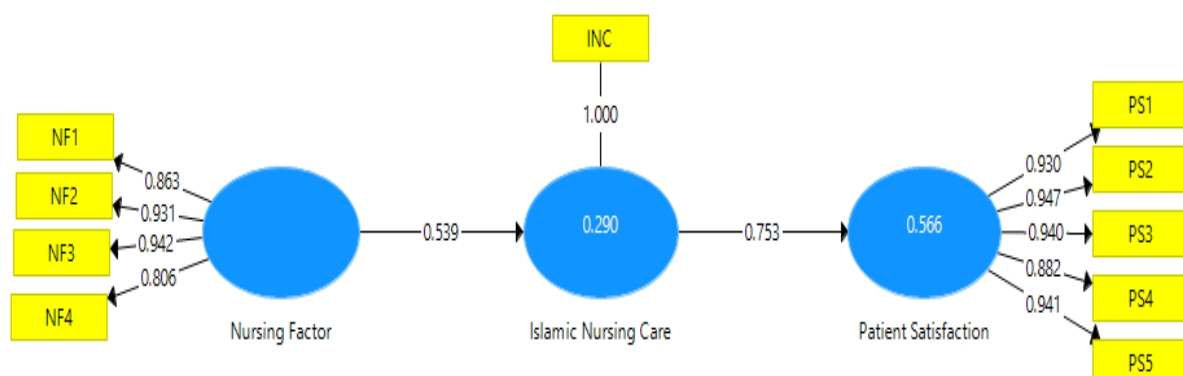 INC
1.000
NF1
NF2
NF3
NF4
0.863
0.931
0.942
0.806
Nursing Factor
0.539
0.290
Islamic Nursing Care
0.753
0.566
Patient Satisfaction
0.930
0.947
0.940
0.882
0.941
PS1
PS2
PS3
PS4
PS5